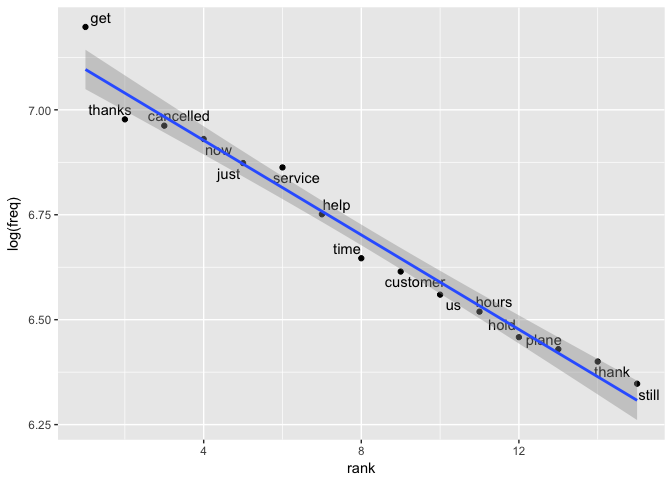 get
7.00
thanks
cancelled
now
just
service
6.75
help
time
customer
us
hours
6.50
hold
plane
thank
still
6.25
log(freq)
4
8
12
rank